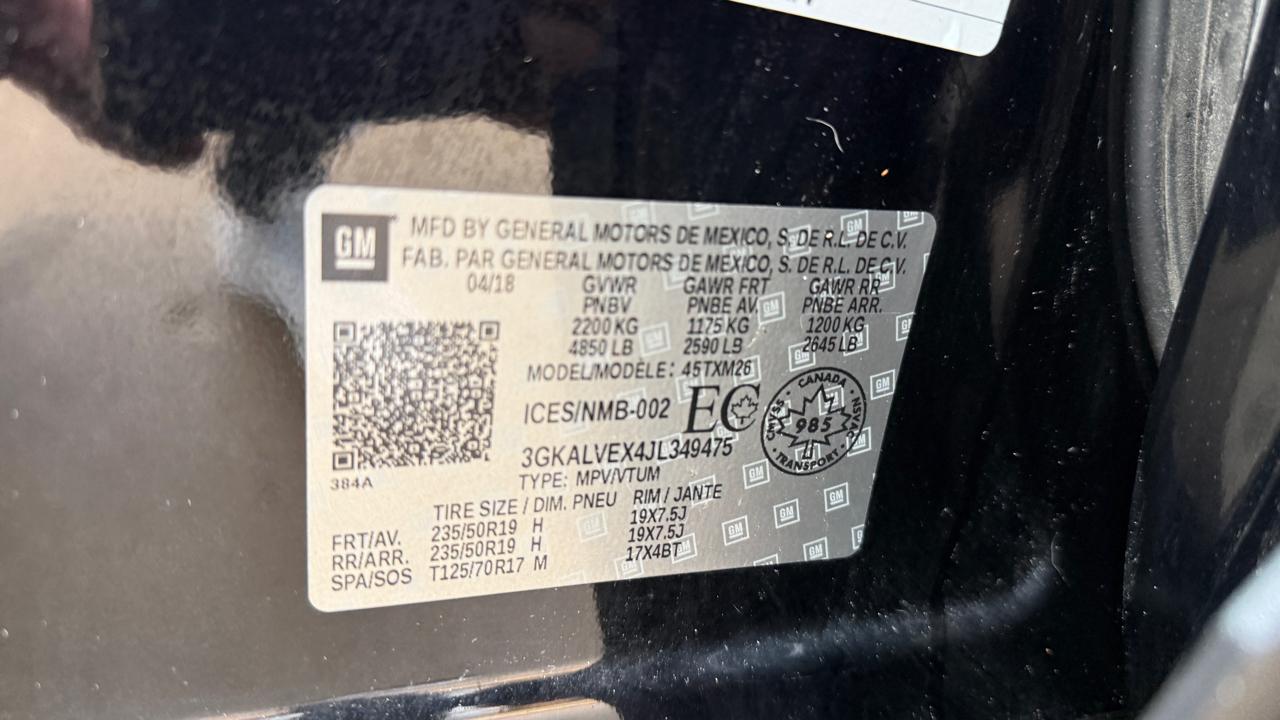 GM
MFD BY GENERAL MOTORS DE MEXICO, S. DE R.L. DE C.V.
FAB. PAR GENERAL MOTORS DE MEXICO, S. DE R.L. DE C.V.
04/18 GVWR GAWR FRT GAWR RR
PNBV PNBE AV. PNBE ARR.
2200 KG 1175 KG 1200 KG
4850 LB 2590 LB 2645 LB
MODEL/MODÈLE: 45TXM26
ICES/NMB-002 EC
CANADA
CMVSS 985 NSVAC
TRANSPORT
3GKALVEX4JL349475
384A
TYPE: MPV/VTUM
TIRE SIZE / DIM. PNEU RIM / JANTE
FRT/AV. 235/50R19 H 19X7.5J
RR/ARR. 235/50R19 H 19X7.5J
SPA/SOS T125/70R17 M 17X4BT